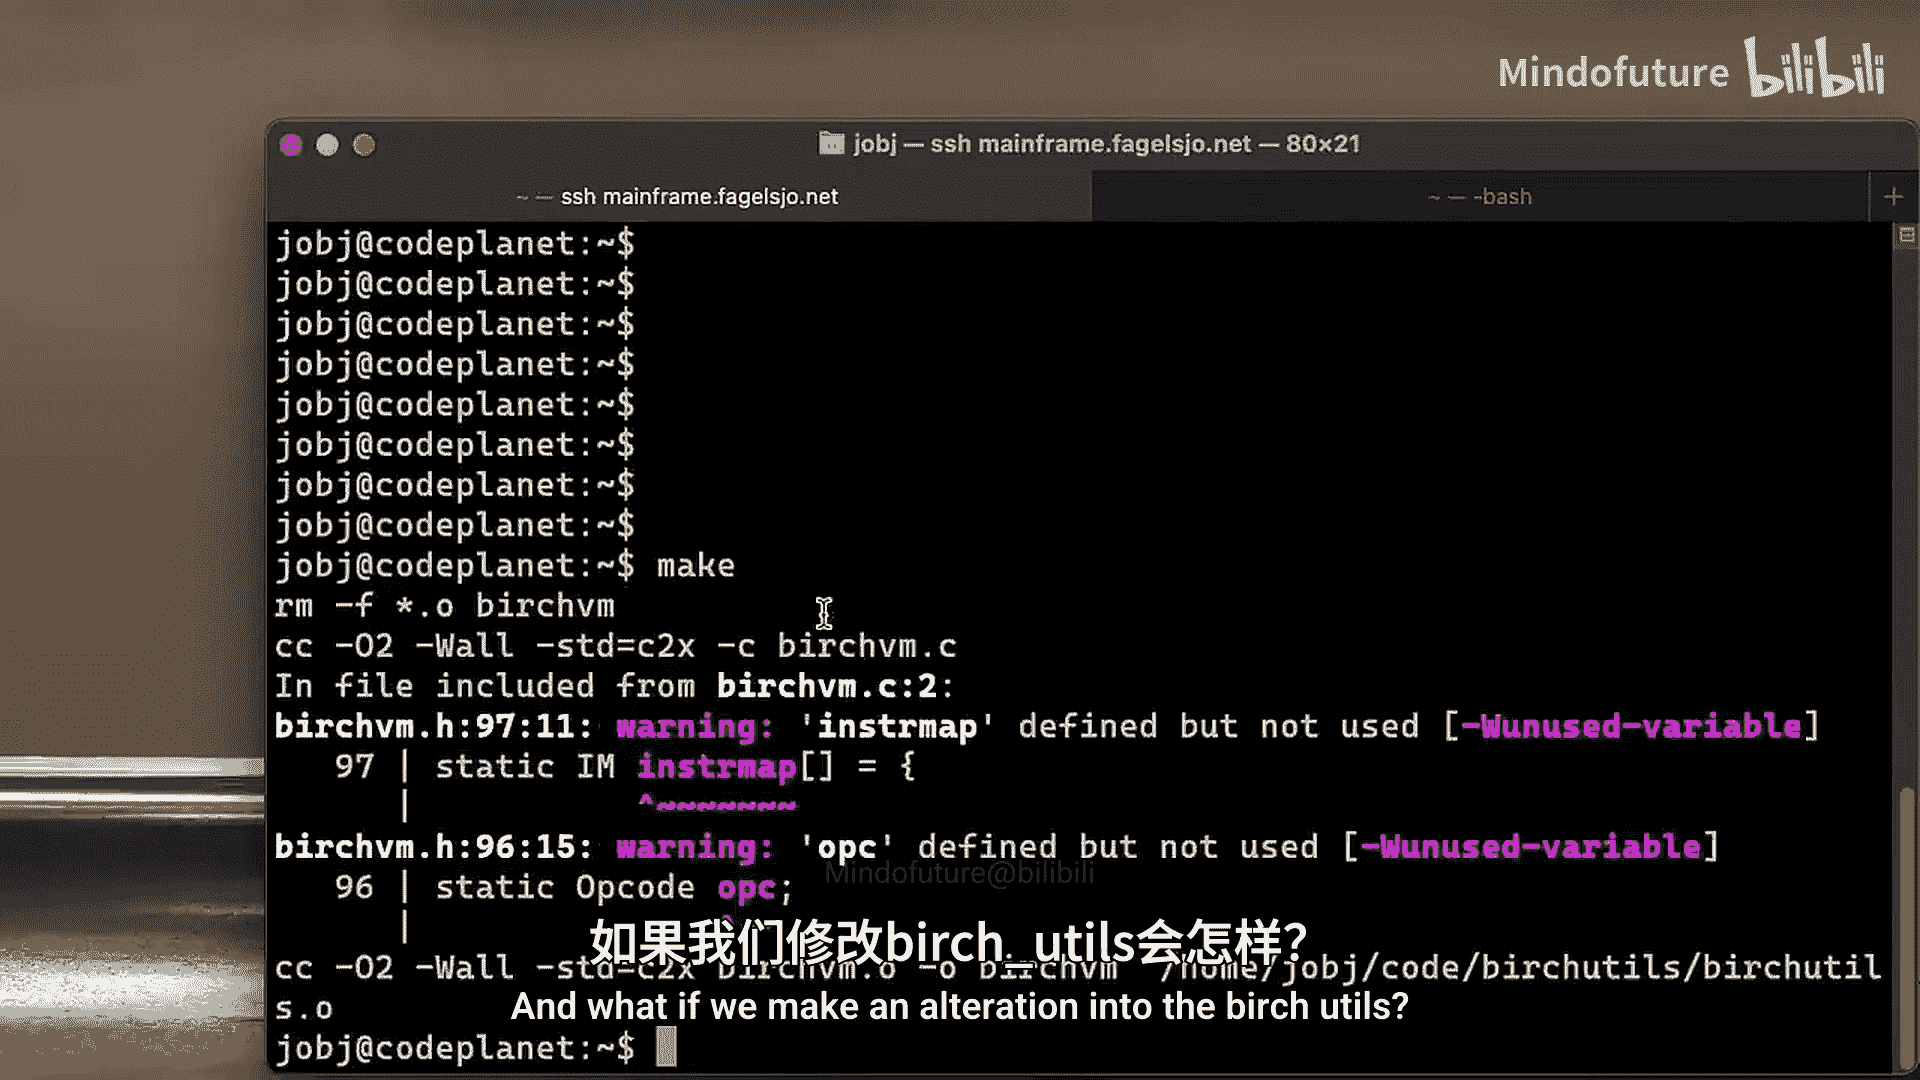 Mindofuture bilibili
jobj — ssh mainframe.fagelsjo.net — 80×21
~ — ssh mainframe.fagelsjo.net
~ — -bash
+
jobj@codeplanet:~$
jobj@codeplanet:~$
jobj@codeplanet:~$
jobj@codeplanet:~$
jobj@codeplanet:~$
jobj@codeplanet:~$
jobj@codeplanet:~$
jobj@codeplanet:~$
jobj@codeplanet:~$ make
rm -f *.o birchvm
cc -O2 -Wall -std=c2x -c birchvm.c
In file included from birchvm.c:2:
birchvm.h:97:11: warning: 'instrmap' defined but not used [-Wunused-variable]
97 | static IM instrmap[] = {
| ^~~~~~~~
birchvm.h:96:15: warning: 'opc' defined but not used [-Wunused-variable]
Mindofuture@bilibili
96 | static Opcode opc;
| ^
如果我们修改birch_utils会怎样?
cc -O2 -Wall -std=c2x birchvm.o -o birchvm /home/jobj/code/birchutils/birchutil
s.o
And what if we make an alteration into the birch utils?
jobj@codeplanet:~$